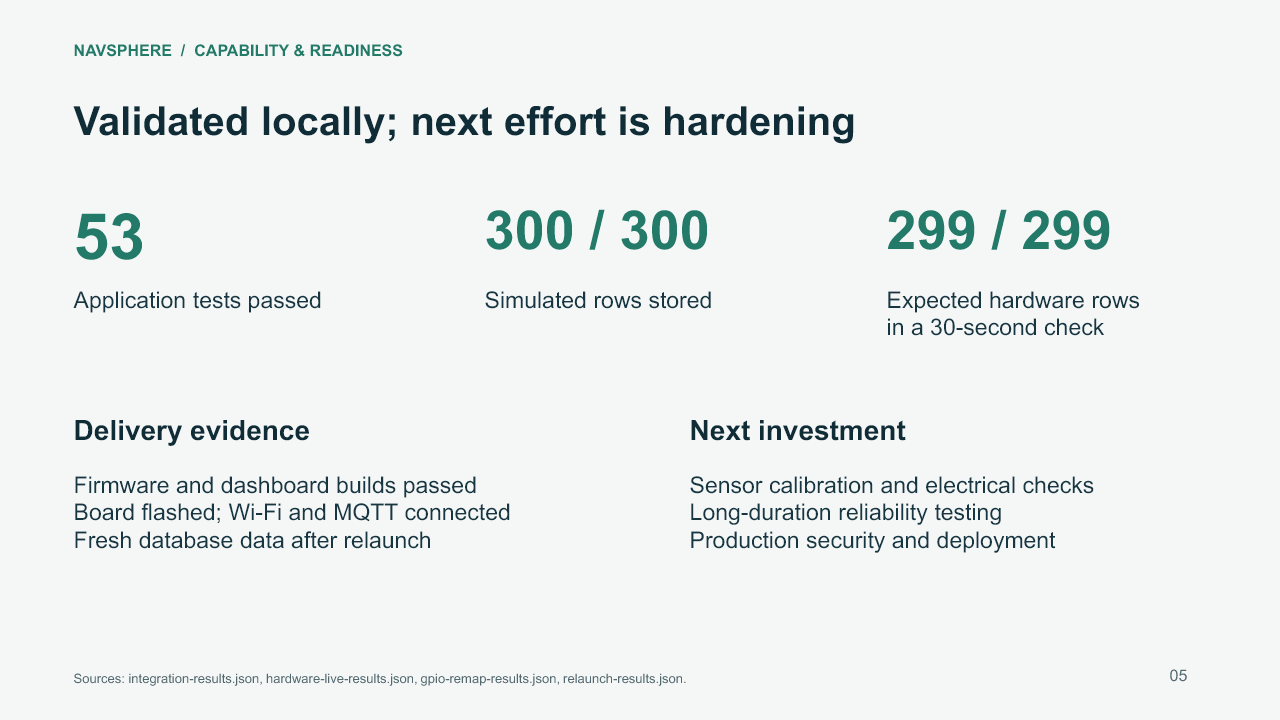 NAVSPHERE / CAPABILITY & READINESS
Validated locally; next effort is hardening
53
Application tests passed
300 / 300
Simulated rows stored
299 / 299
Expected hardware rows
in a 30-second check
Delivery evidence
Firmware and dashboard builds passed
Board flashed; Wi-Fi and MQTT connected
Fresh database data after relaunch
Next investment
Sensor calibration and electrical checks
Long-duration reliability testing
Production security and deployment
Sources: integration-results.json, hardware-live-results.json, gpio-remap-results.json, relaunch-results.json.
05